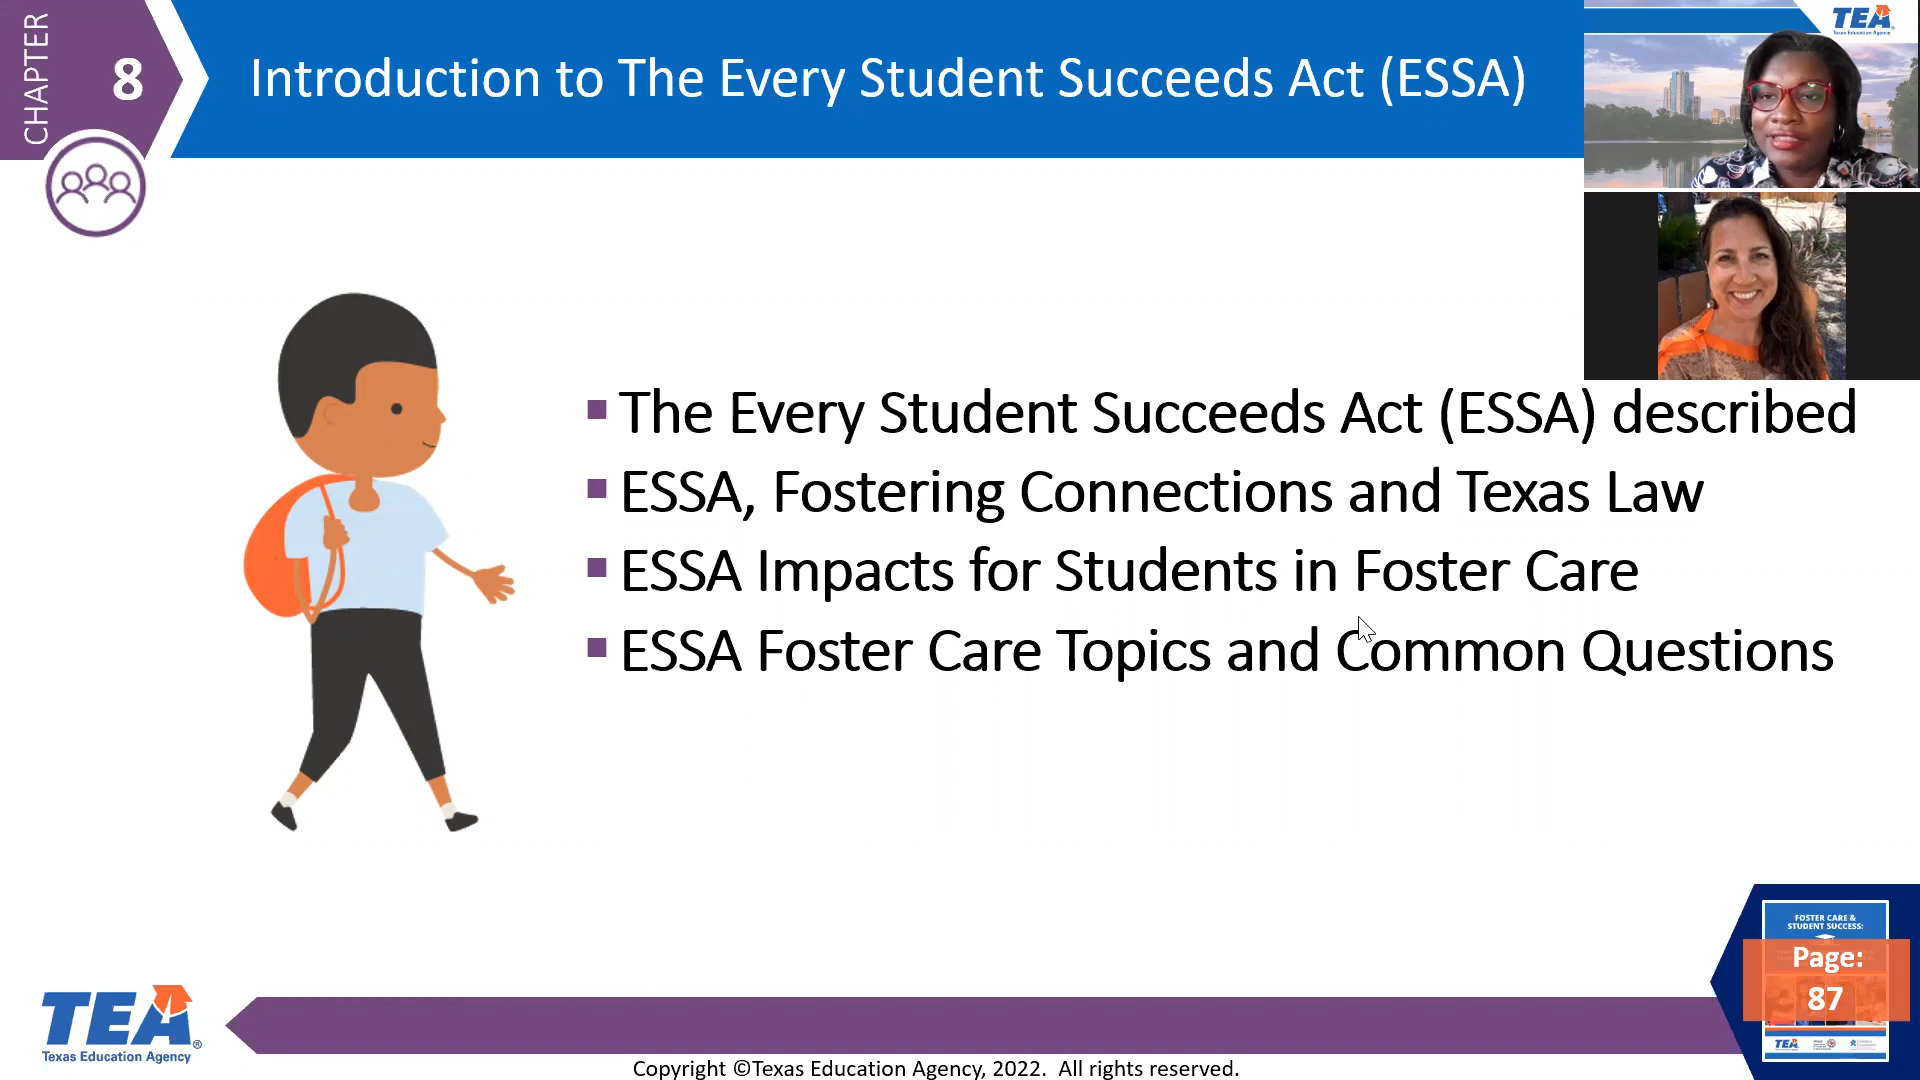 CHAPTER
8
Introduction to The Every Student Succeeds Act (ESSA)
TEA
Texas Education Agency
The Every Student Succeeds Act (ESSA) described
ESSA, Fostering Connections and Texas Law
ESSA Impacts for Students in Foster Care
ESSA Foster Care Topics and Common Questions
FOSTER CARE &
STUDENT SUCCESS:
Page:
87
TEA
TEA®
Texas Education Agency
Copyright ©Texas Education Agency, 2022. All rights reserved.